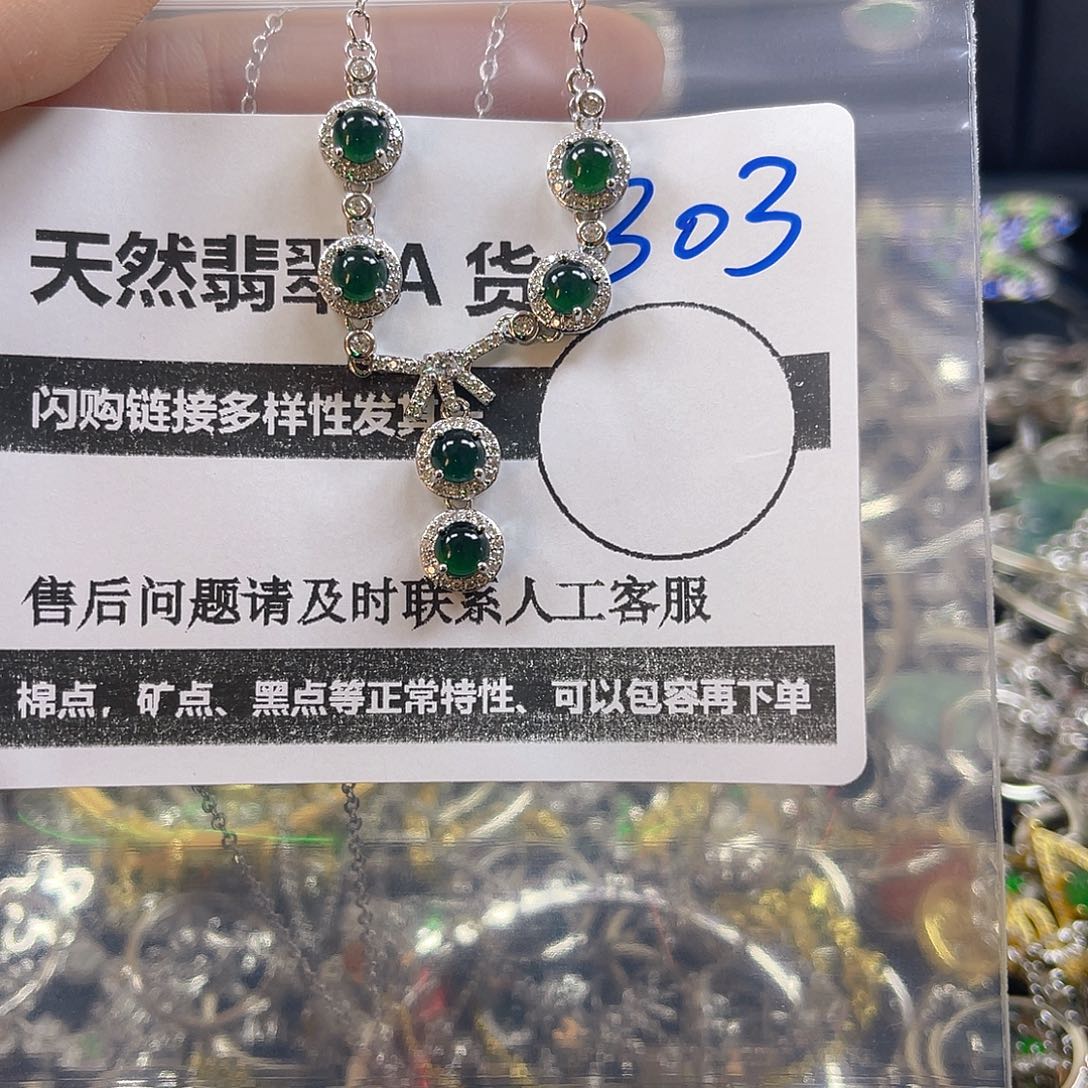 天然翡翠A货
303
闪购链接多样性发货
售后问题请及时联系人工客服
棉点，矿点、黑点等正常特性、可以包容再下单